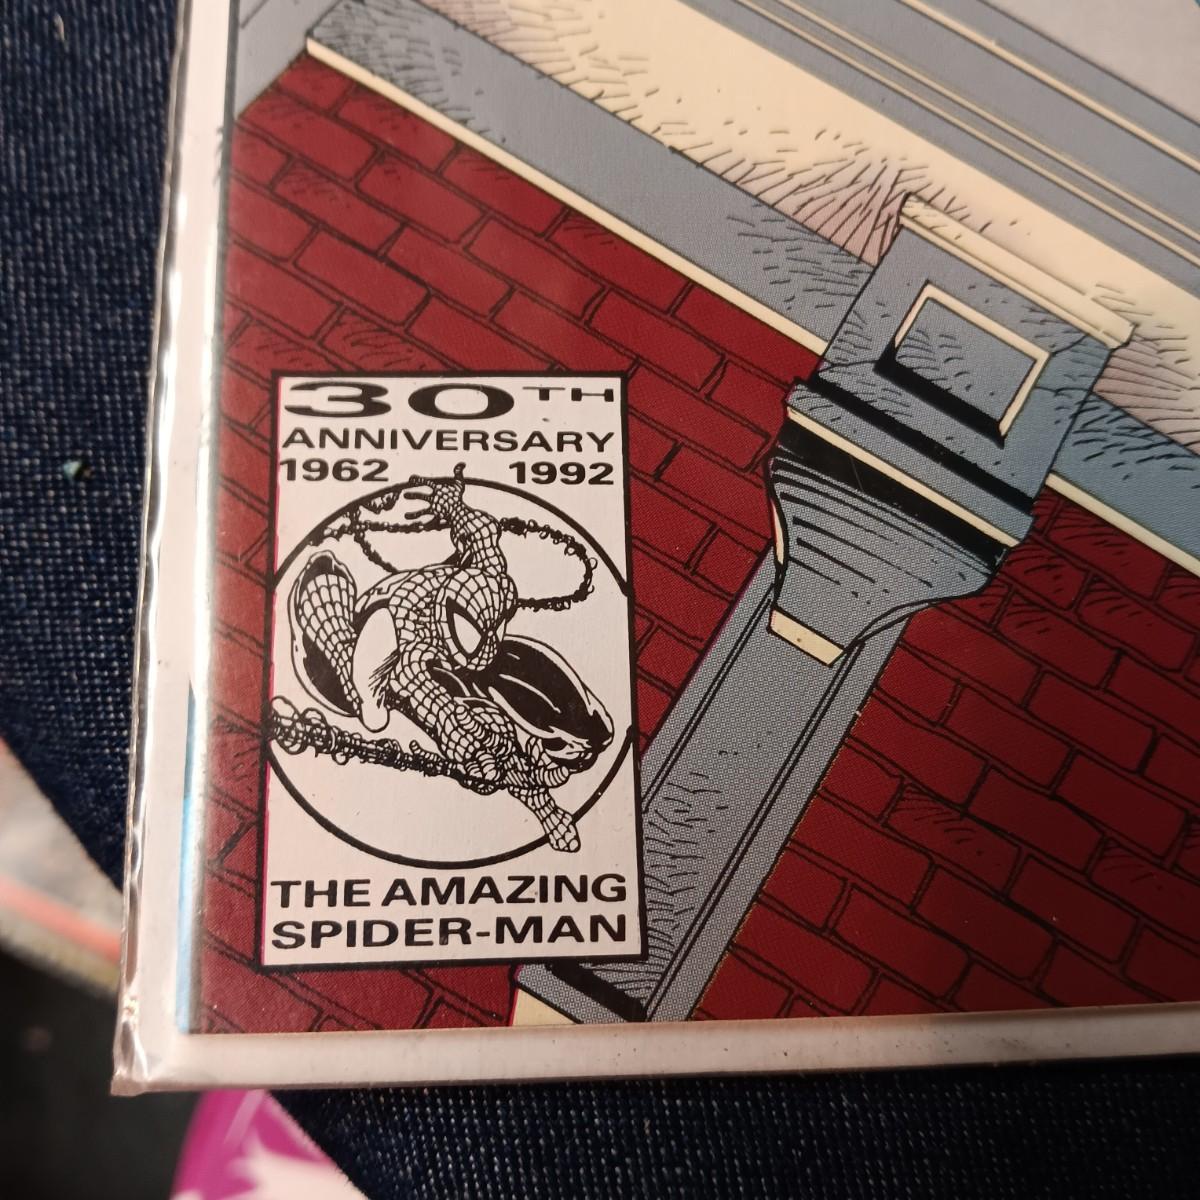 30TH
ANNIVERSARY
1962 1992
THE AMAZING
SPIDER-MAN